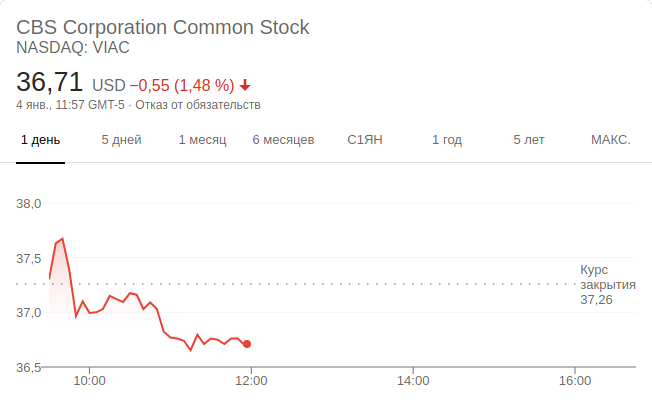 CBS Corporation Common Stock
NASDAQ: VIAC
36,71 USD −0,55 (1,48 %)
4 янв., 11:57 GMT-5 · Отказ от обязательств
1 день 5 дней 1 месяц 6 месяцев С1ЯН 1 год 5 лет МАКС.
38,0
37,5
Курс
закрытия
37,26
37,0
36,5
10:00 12:00 14:00 16:00